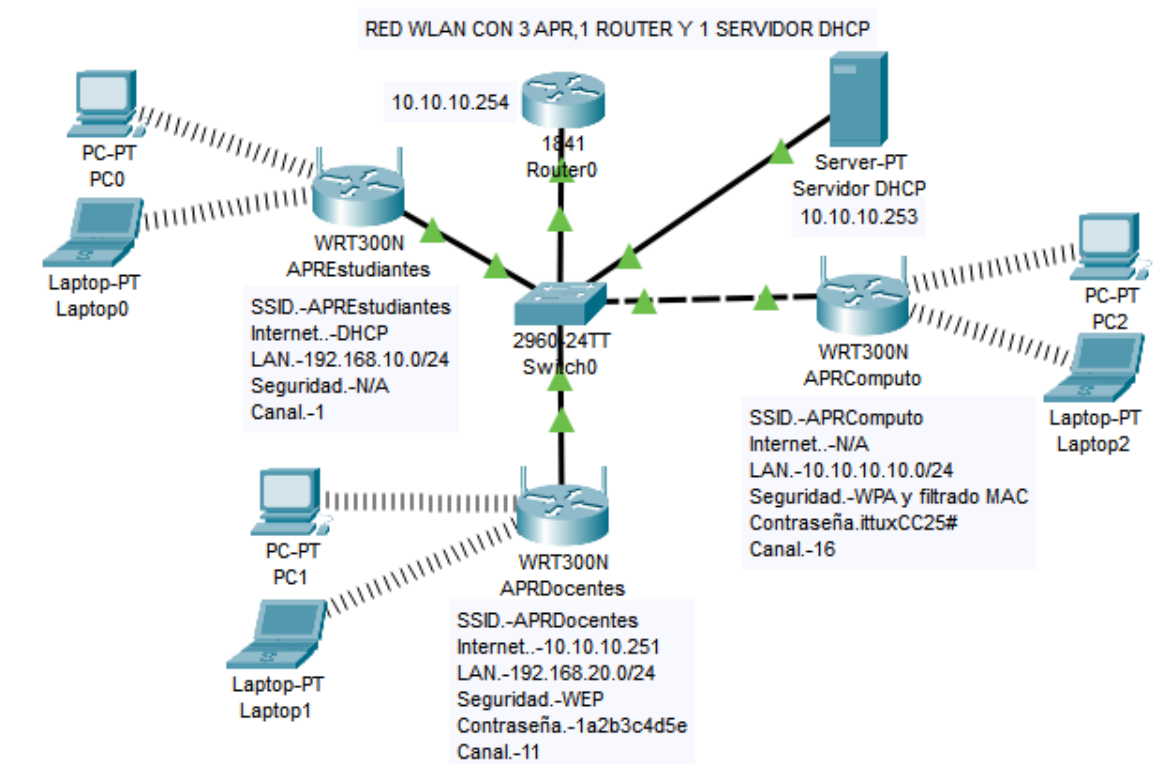 RED WLAN CON 3 APR,1 ROUTER Y 1 SERVIDOR DHCP
10.10.10.254
1841
Router0
Server-PT
Servidor DHCP
10.10.10.253
PC-PT
PC0
Laptop-PT
Laptop0
WRT300N
APREstudiantes
SSID.-APREstudiantes
Internet..-DHCP
LAN.-192.168.10.0/24
Seguridad.-N/A
Canal.-1
2960-24TT
Switch0
WRT300N
APRComputo
PC-PT
PC2
Laptop-PT
Laptop2
SSID.-APRComputo
Internet..-N/A
LAN.-10.10.10.10.0/24
Seguridad.-WPA y filtrado MAC
Contraseña.ittuxCC25#
Canal.-16
PC-PT
PC1
Laptop-PT
Laptop1
WRT300N
APRDocentes
SSID.-APRDocentes
Internet..-10.10.10.251
LAN.-192.168.20.0/24
Seguridad.-WEP
Contraseña.-1a2b3c4d5e
Canal.-11